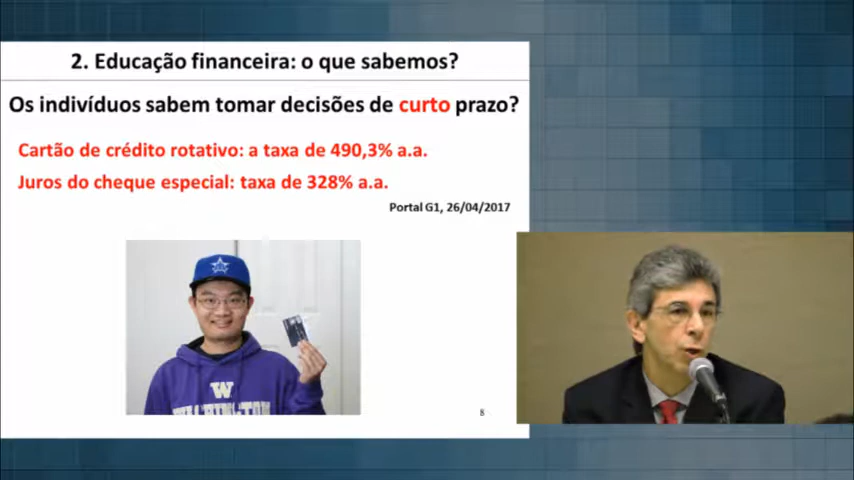 2. Educação financeira: o que sabemos?
Os indivíduos sabem tomar decisões de curto prazo?
Cartão de crédito rotativo: a taxa de 490,3% a.a.
Juros do cheque especial: taxa de 328% a.a.
Portal G1, 26/04/2017
W
WASHINGTON
8